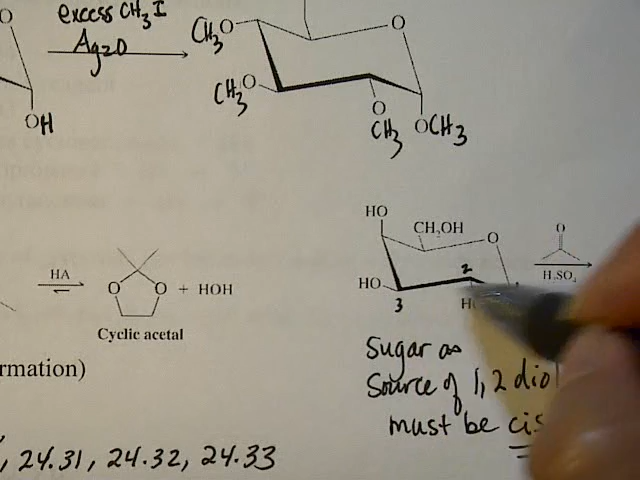 O
OH
excess CH3I
Ag2O
CH3O
O
CH3O
O
CH3
OCH3
HO
CH2OH
O
HO
3
2
O
H2SO4
HA
O O + HOH
Cyclic acetal
rmation)
Sugar as
Source of 1,2 diol
must be cis
, 24.31, 24.32, 24.33